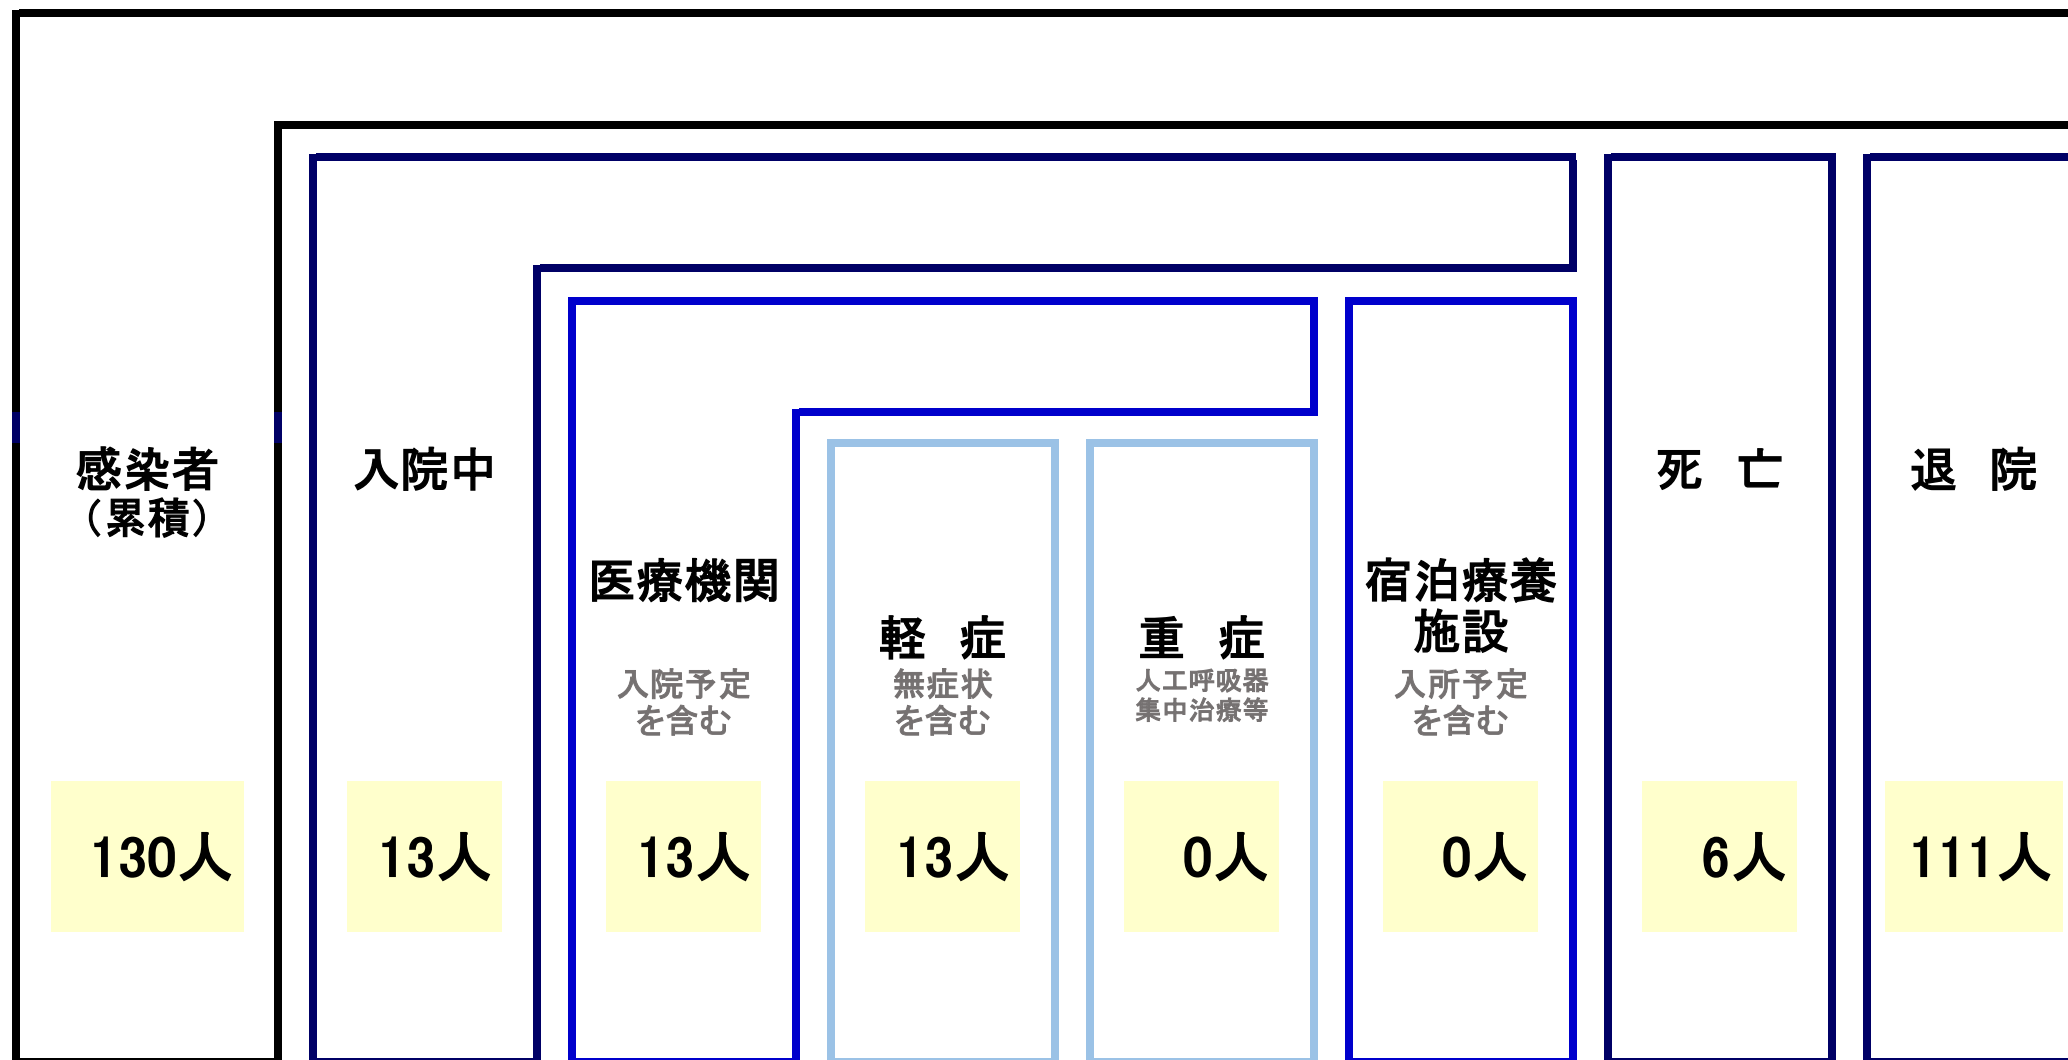 感染者
（累積）
130人
入院中
13人
医療機関
入院予定
を含む
13人
軽 症
無症状
を含む
13人
重 症
人工呼吸器
集中治療等
0人
宿泊療養
施設
入所予定
を含む
0人
死 亡
6人
退 院
111人